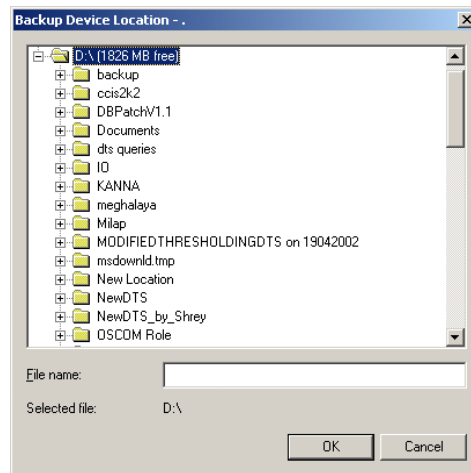 Backup Device Location - .
D:\ (1826 MB free)
backup
ccis2k2
DBPatchV1.1
Documents
dts queries
IO
KANNA
meghalaya
Milap
MODIFIEDTHRESHOLDINGDTS on 19042002
msdownld.tmp
New Location
NewDTS
NewDTS_by_Shrey
OSCOM Role
File name:
Selected file: D:\
OK Cancel